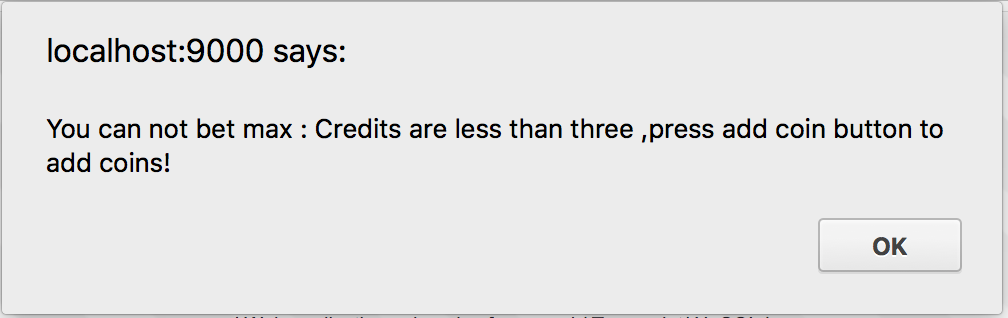 localhost:9000 says:
You can not bet max : Credits are less than three ,press add coin button to
add coins!
OK